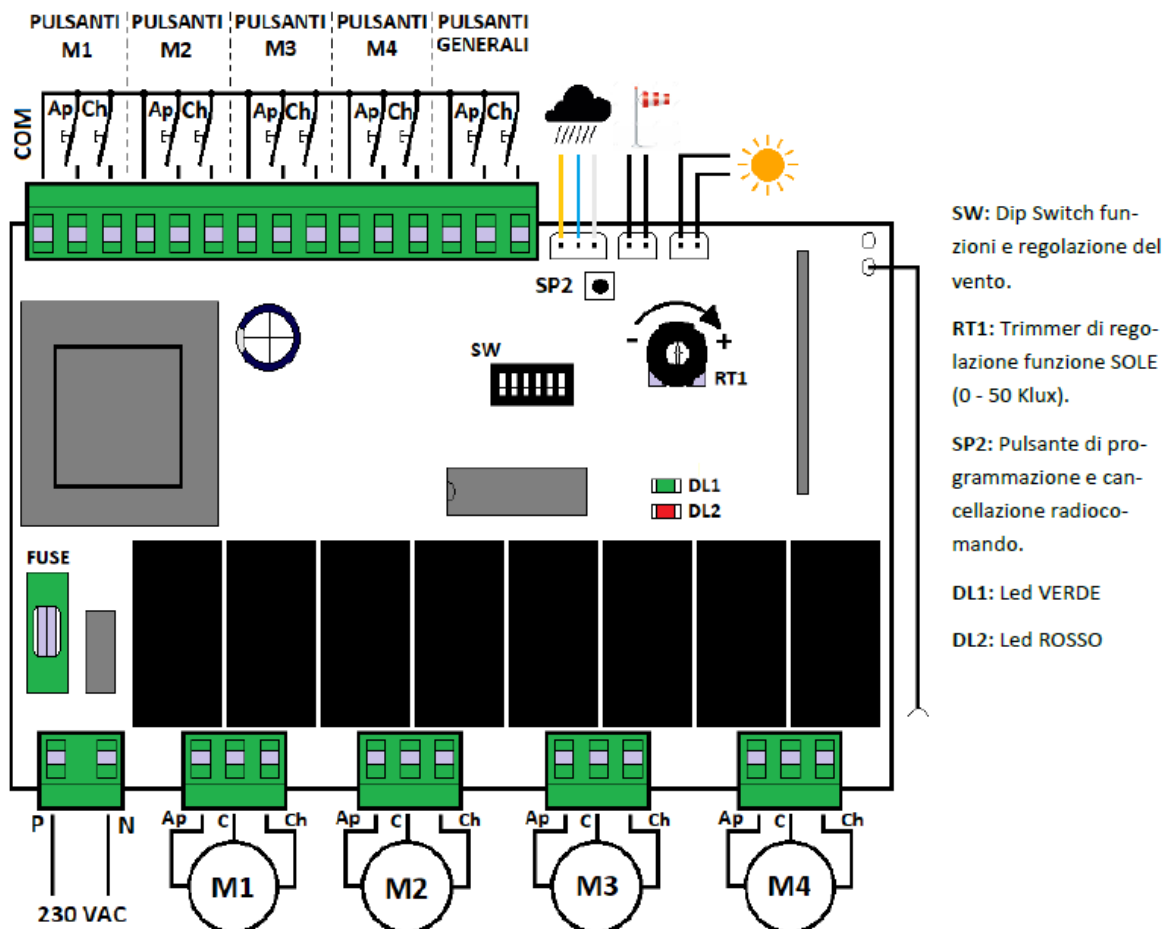 PULSANTI PULSANTI PULSANTI PULSANTI PULSANTI
M1 M2 M3 M4 GENERALI
COM
Ap Ch Ap Ch Ap Ch Ap Ch Ap Ch
SP2
SW
- +
RT1
DL1
DL2
FUSE
P N Ap C Ch Ap C Ch Ap C Ch Ap C Ch
M1 M2 M3 M4
230 VAC
SW: Dip Switch fun-
zioni e regolazione del
vento.
RT1: Trimmer di rego-
lazione funzione SOLE
(0 - 50 Klux).
SP2: Pulsante di pro-
grammazione e can-
cellazione radioco-
mando.
DL1: Led VERDE
DL2: Led ROSSO